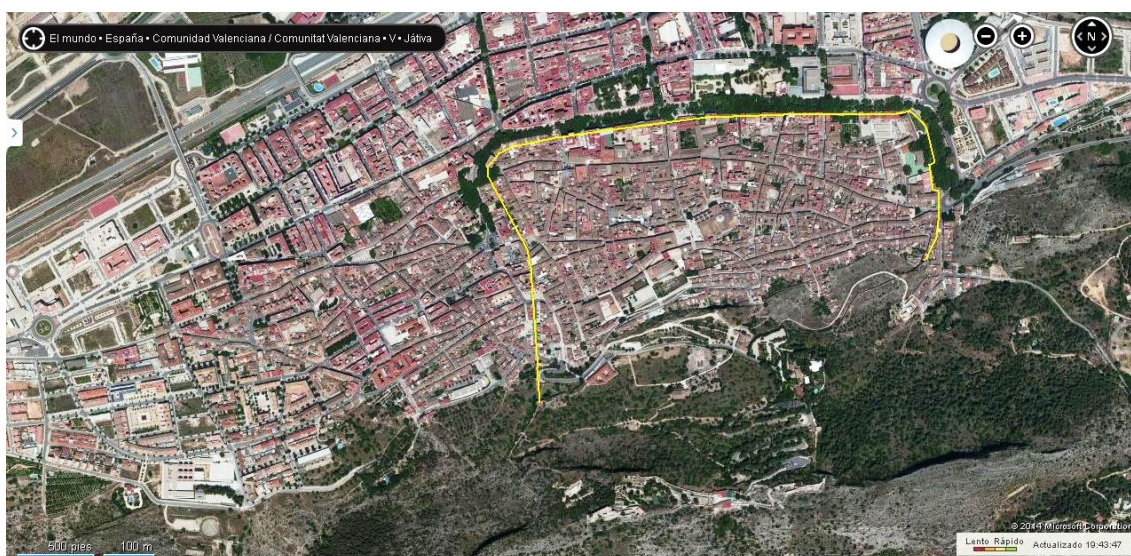 El mundo • España • Comunidad Valenciana / Comunitat Valenciana • V • Játiva
N
500 pies 100 m
© 2014 Microsoft Corporation
Lento Rápido Actualizado 19:43:47